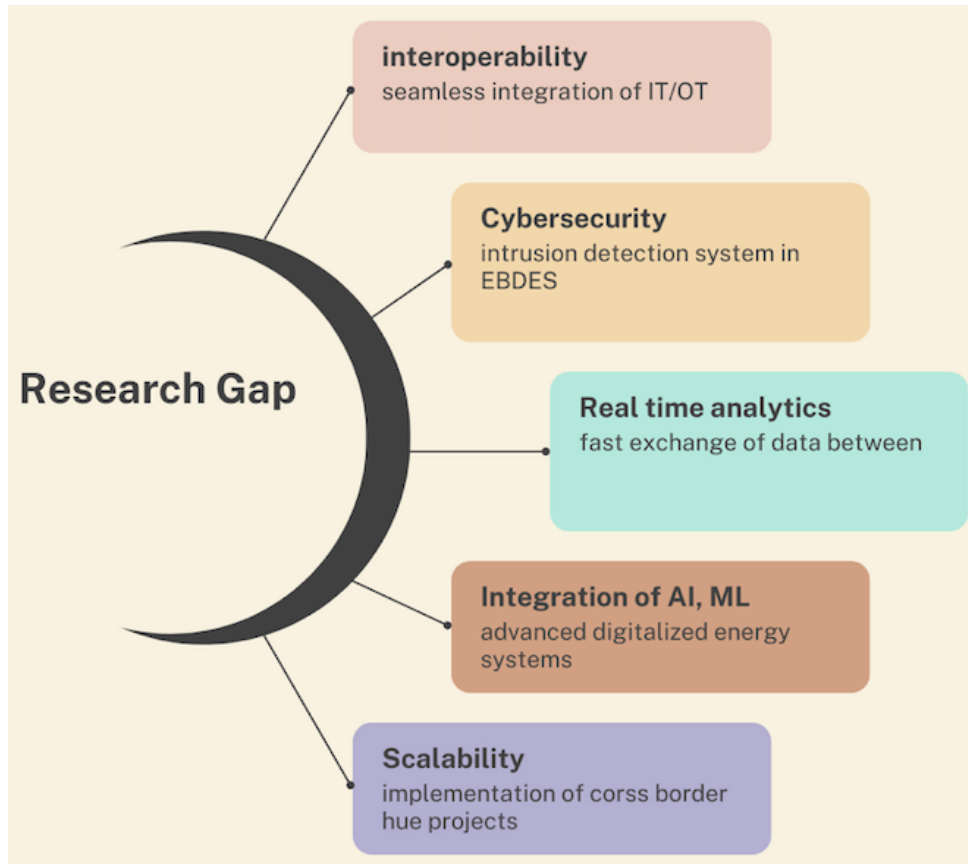 interoperability
seamless integration of IT/OT
Cybersecurity
intrusion detection system in
EBDES
Research Gap
Real time analytics
fast exchange of data between
Integration of AI, ML
advanced digitalized energy
systems
Scalability
implementation of corss border
hue projects